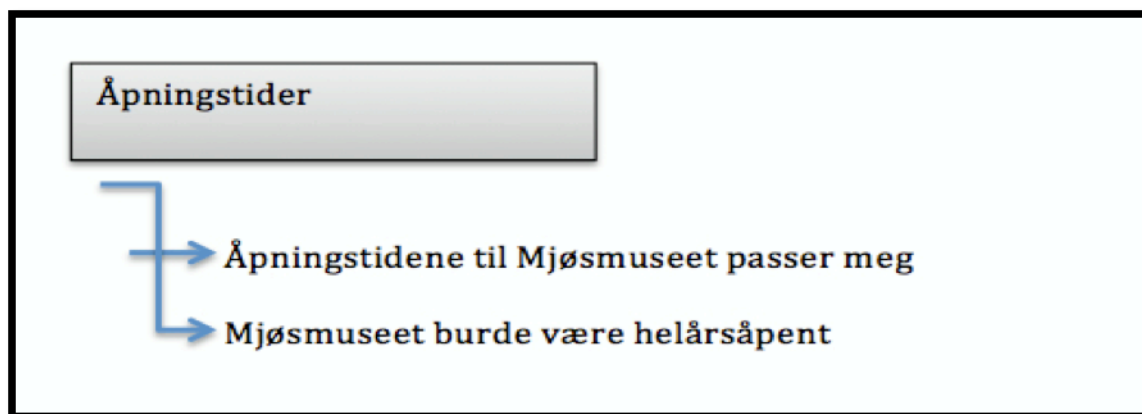 Åpningstider
Åpningstidene til Mjøsmuseet passer meg
Mjøsmuseet burde være helårsåpent